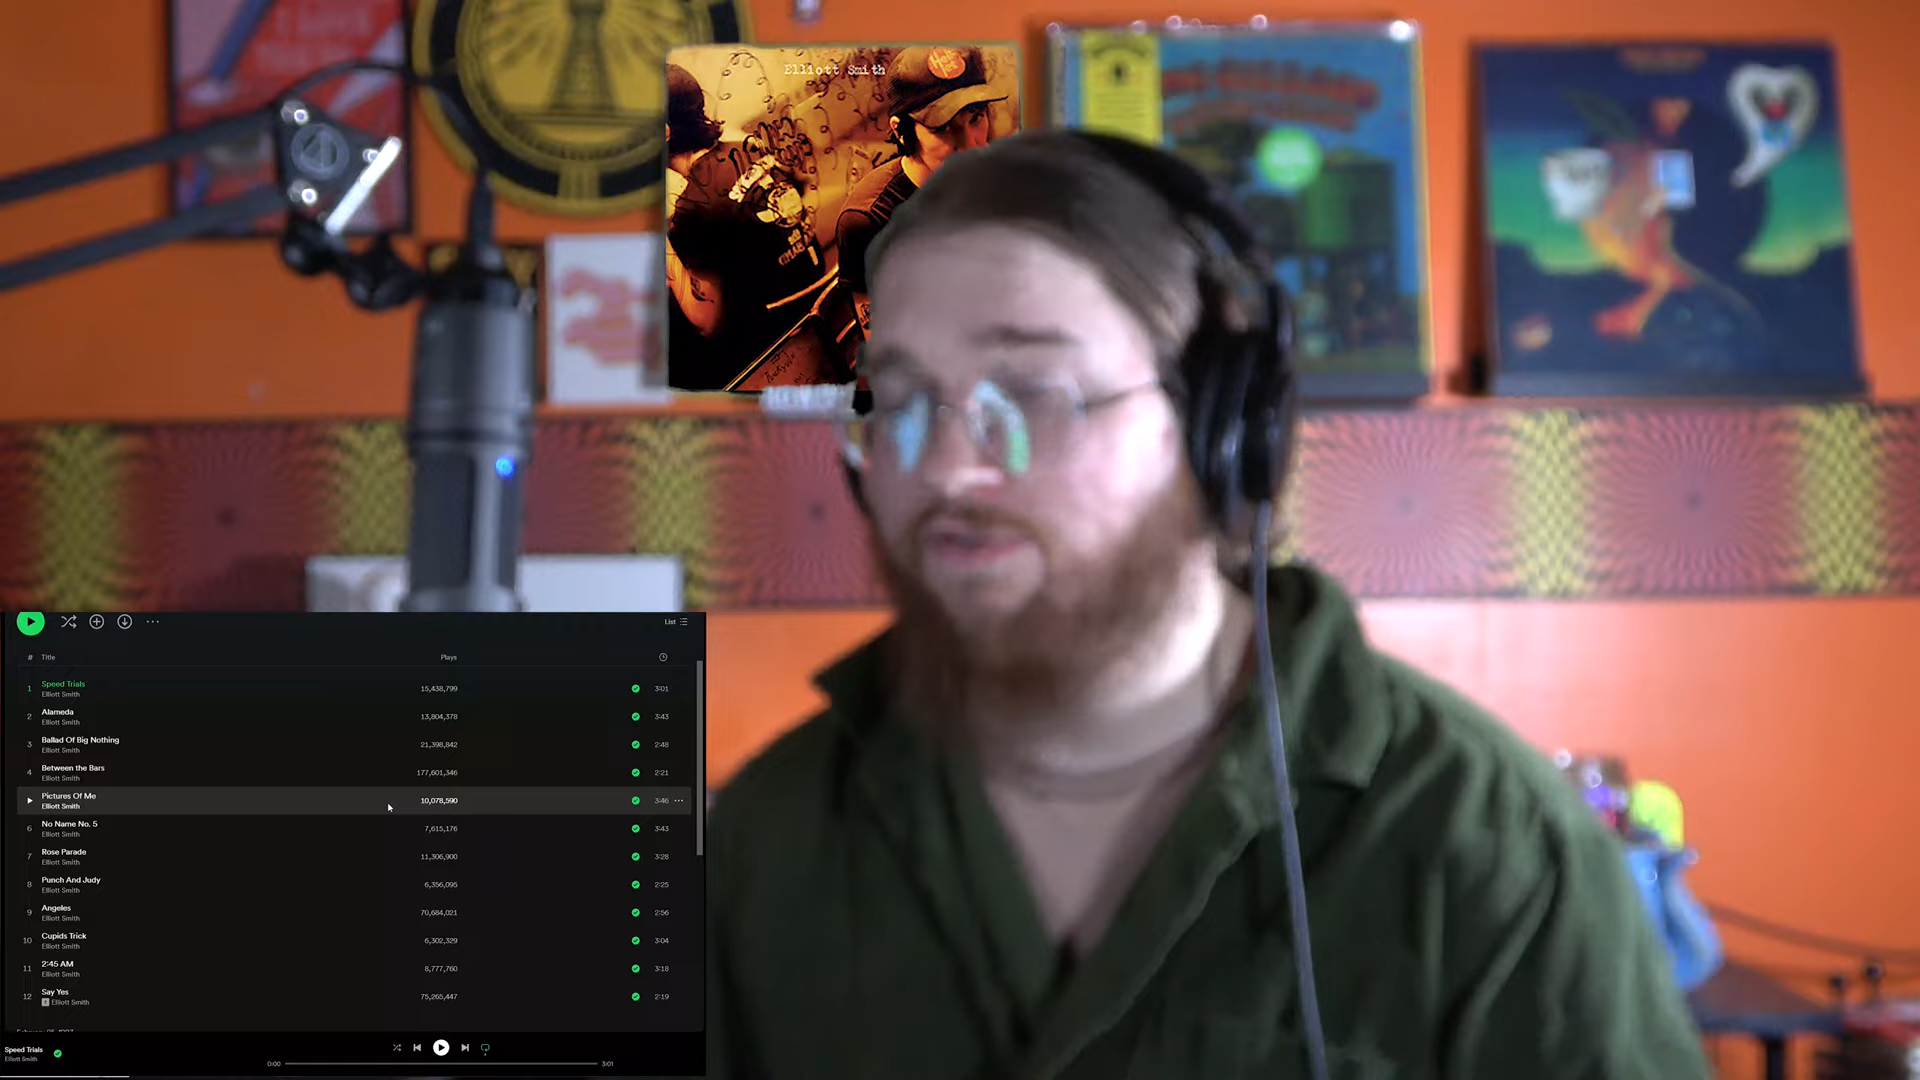 Elliott Smith
List
# Title Plays
1 Speed Trials 15,438,799 3:01
Elliott Smith
2 Alameda 13,804,378 3:43
Elliott Smith
3 Ballad Of Big Nothing 21,398,842 2:48
Elliott Smith
4 Between the Bars 177,601,346 2:21
Elliott Smith
Pictures Of Me 10,078,590 3:46
Elliott Smith
6 No Name No. 5 7,615,176 3:43
Elliott Smith
7 Rose Parade 11,306,900 3:28
Elliott Smith
8 Punch And Judy 6,356,095 2:25
Elliott Smith
9 Angeles 70,684,021 2:56
Elliott Smith
10 Cupids Trick 6,302,329 3:04
Elliott Smith
11 2:45 AM 8,777,760 3:18
Elliott Smith
12 Say Yes 75,265,447 2:19
E Elliott Smith
Speed Trials
Elliott Smith
0:00 3:01